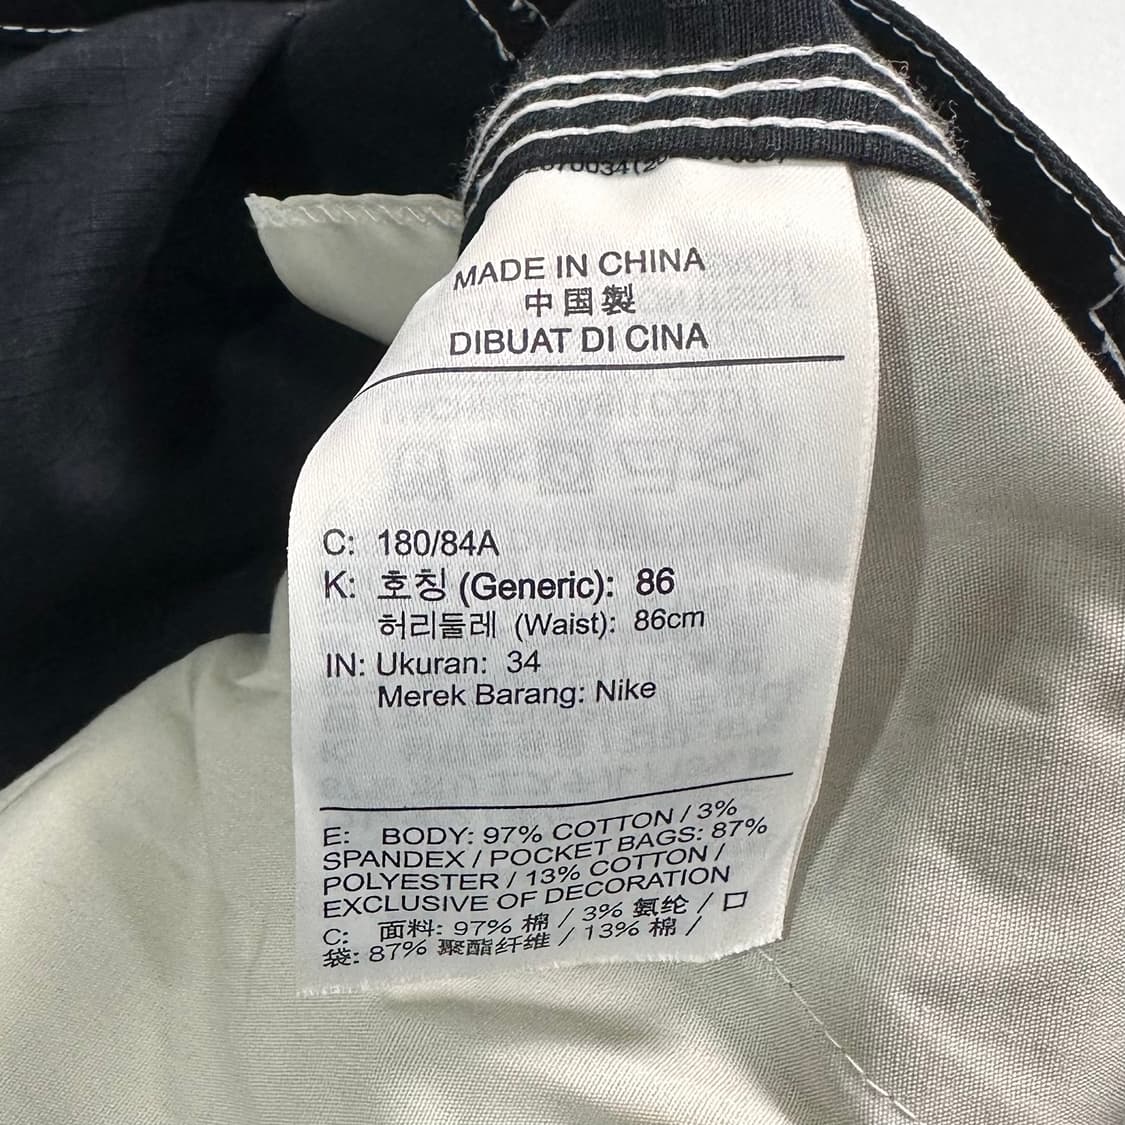 MADE IN CHINA
中国製
DIBUAT DI CINA
C: 180/84A
K: 호칭 (Generic): 86
허리둘레 (Waist): 86cm
IN: Ukuran: 34
Merek Barang: Nike
E: BODY: 97% COTTON / 3%
SPANDEX / POCKET BAGS: 87%
POLYESTER / 13% COTTON /
EXCLUSIVE OF DECORATION
C: 面料: 97% 棉 / 3% 氨纶 / 口
袋: 87% 聚酯纤维 / 13% 棉 /